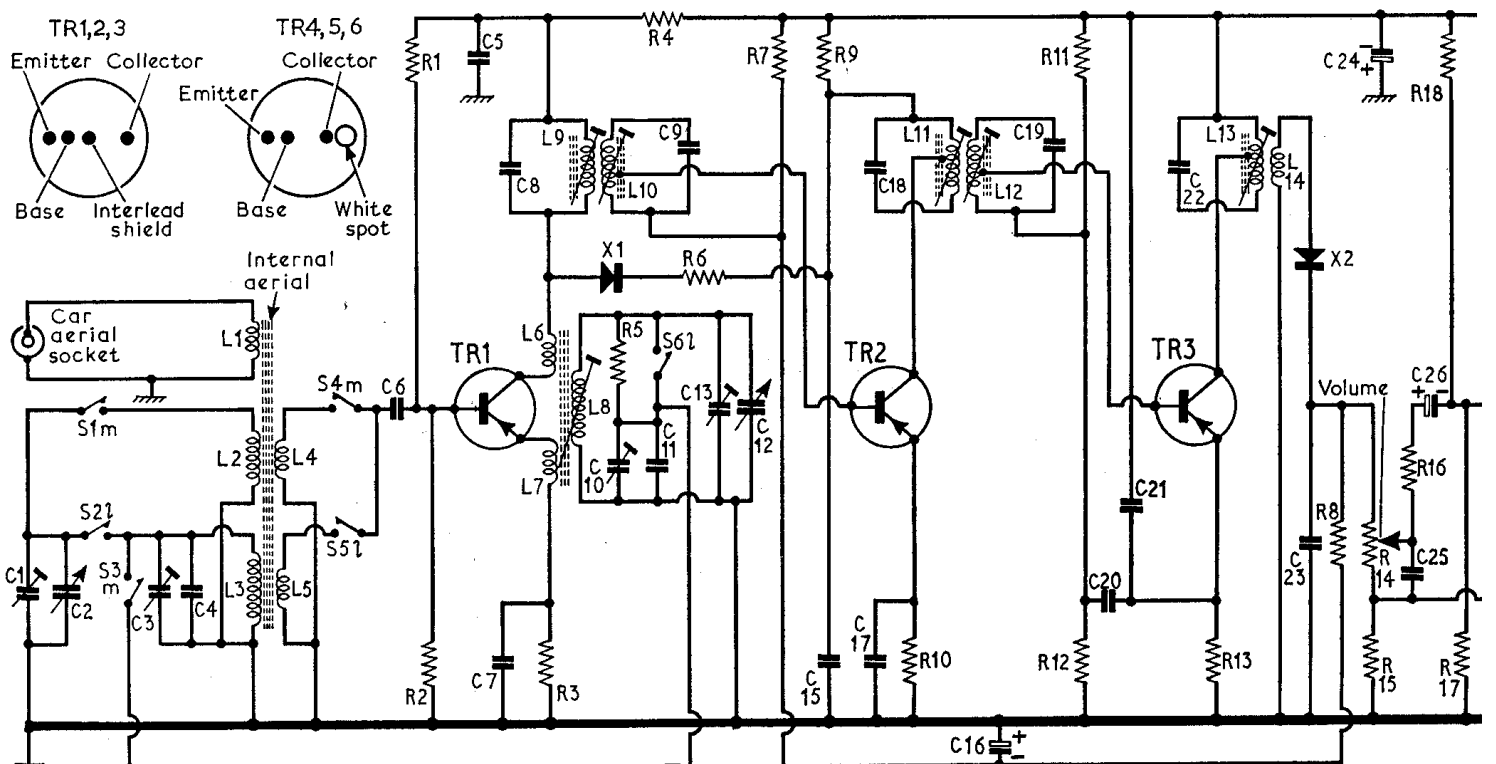 TR1,2,3
TR4,5,6
Emitter
Collector
Collector
Emitter
Base
Interlead
shield
Base
White
spot
Internal
aerial
Car
aerial
socket
L1
S1m
L2
L4
S4m
C6
S2l
S5l
C1
C2
S3
m
C3
C4
L3
L5
R1
C5
R4
R7
R9
R11
C24
-
+
R18
L9
C9
C8
L10
L11
C19
C18
L12
L13
C
22
L
14
X1
R6
X2
TR1
L6
R5
S6l
L8
C13
C
12
C
10
C
11
L7
TR2
TR3
Volume
C26
+
-
R16
C21
R8
R
14
C25
C
23
C20
R2
C7
R3
C
15
C
17
R10
R12
R13
R
15
R
17
C16
+
-